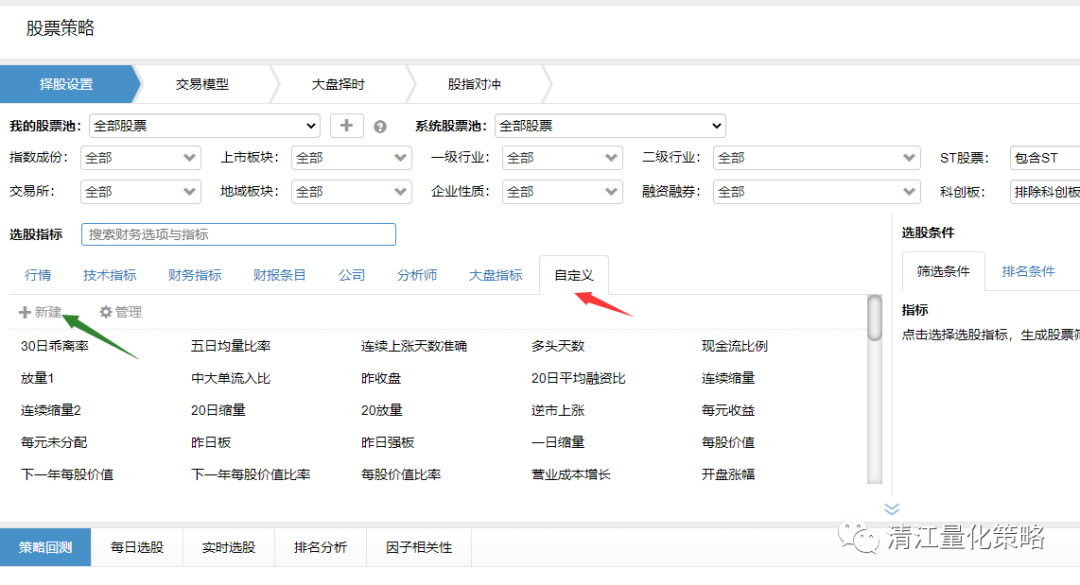 股票策略
择股设置 交易模型 大盘择时 股指对冲
我的股票池： 全部股票 + ? 系统股票池： 全部股票
指数成份： 全部 上市板块： 全部 一级行业： 全部 二级行业： 全部 ST股票： 包含ST
交易所： 全部 地域板块： 全部 企业性质： 全部 融资融券： 全部 科创板： 排除科创板
选股指标 搜索财务选项与指标 选股条件
行情 技术指标 财务指标 财报条目 公司 分析师 大盘指标 自定义 筛选条件 排名条件
新建 管理 指标
点击选择选股指标，生成股票筛
30日乖离率 五日均量比率 连续上涨天数准确 多头天数 现金流比例
放量1 中大单流入比 昨收盘 20日平均融资比 连续缩量
连续缩量2 20日缩量 20放量 逆市上涨 每元收益
每元未分配 昨日板 昨日强板 一日缩量 每股价值
下一年每股价值 下一年每股价值比率 每股价值比率 营业成本增长 开盘涨幅
策略回测 每日选股 实时选股 排名分析 因子相关性
清江量化策略